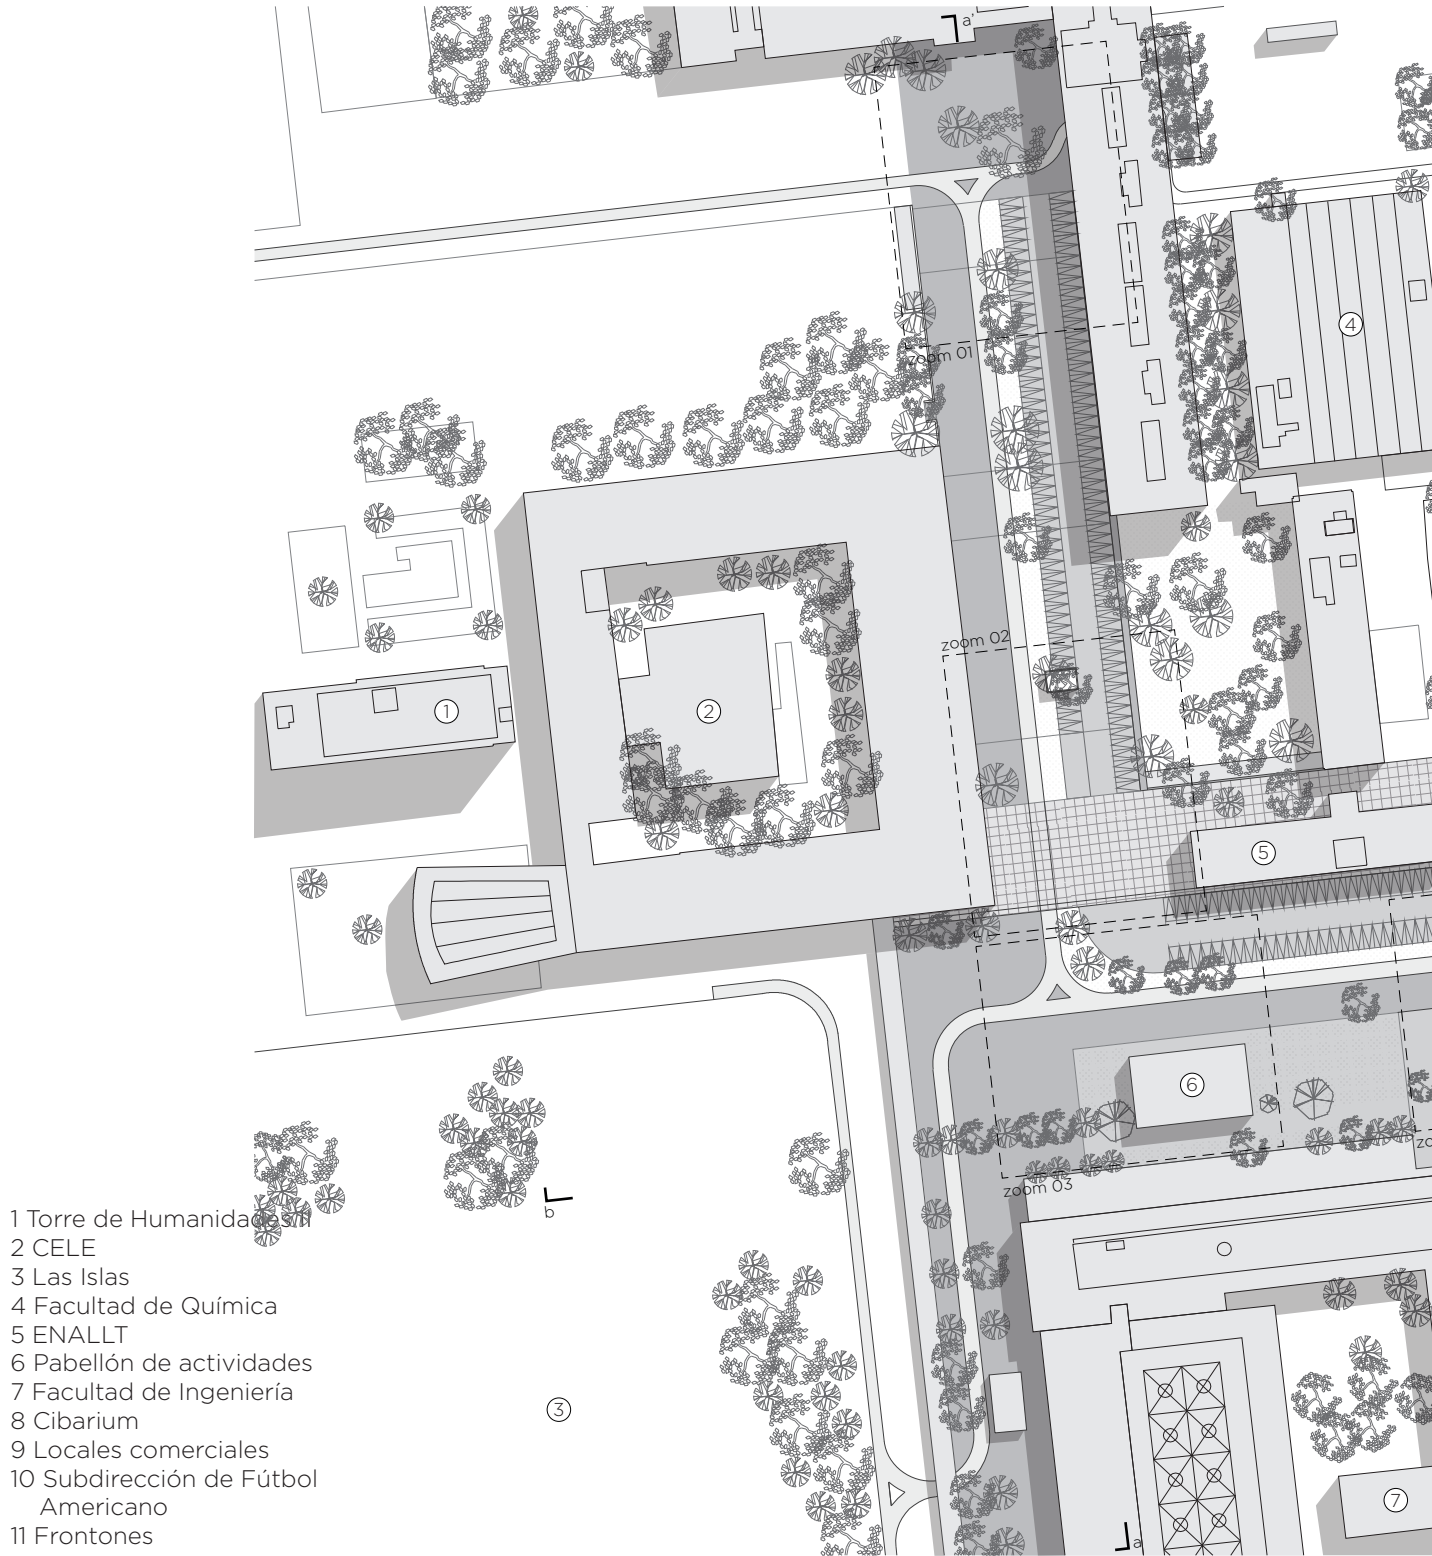 a'
4
zoom 01
zoom 02
1
2
5
6
zoom 03
b
3
7
a
1 Torre de Humanidades II
2 CELE
3 Las Islas
4 Facultad de Química
5 ENALLT
6 Pabellón de actividades
7 Facultad de Ingeniería
8 Cibarium
9 Locales comerciales
10 Subdirección de Fútbol
Americano
11 Frontones